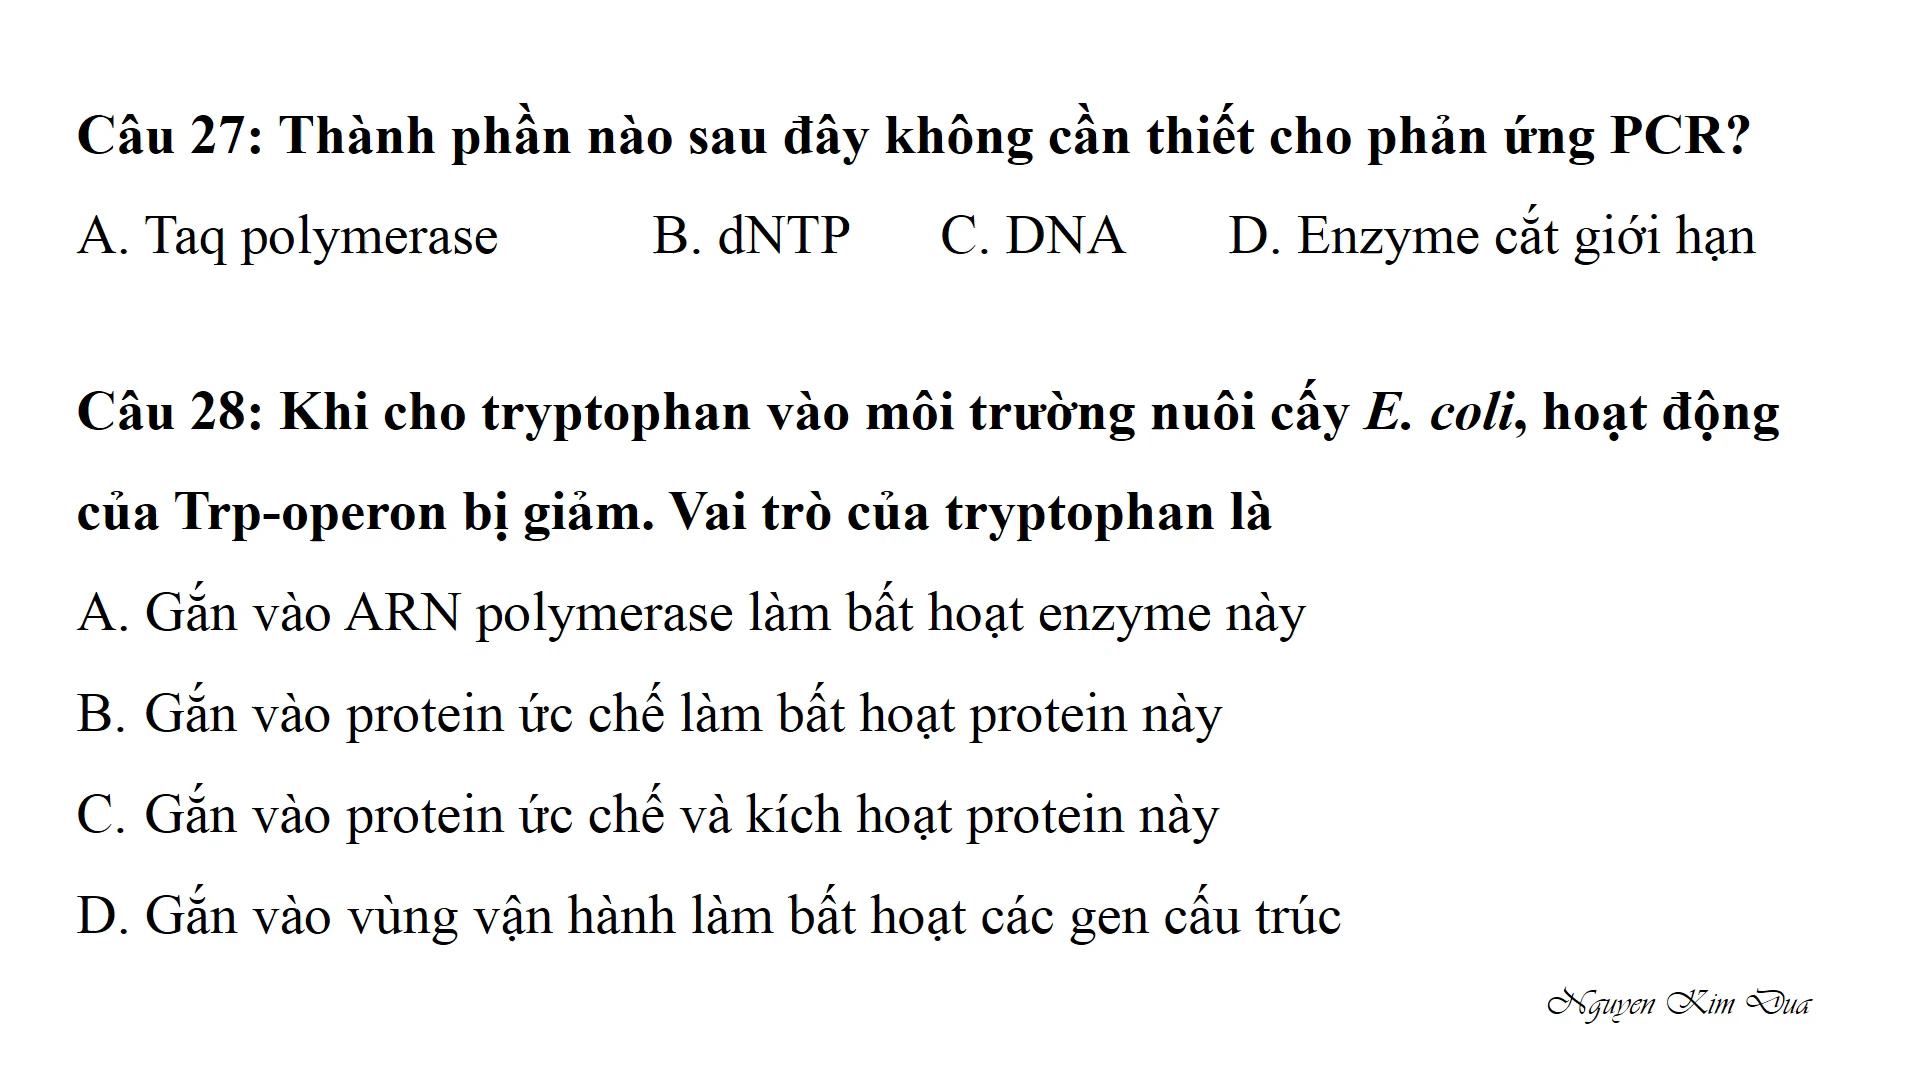 Câu 27: Thành phần nào sau đây không cần thiết cho phản ứng PCR?
A. Taq polymerase B. dNTP C. DNA D. Enzyme cắt giới hạn
Câu 28: Khi cho tryptophan vào môi trường nuôi cấy E. coli, hoạt động
của Trp-operon bị giảm. Vai trò của tryptophan là
A. Gắn vào ARN polymerase làm bất hoạt enzyme này
B. Gắn vào protein ức chế làm bất hoạt protein này
C. Gắn vào protein ức chế và kích hoạt protein này
D. Gắn vào vùng vận hành làm bất hoạt các gen cấu trúc
Nguyen Kim Dua